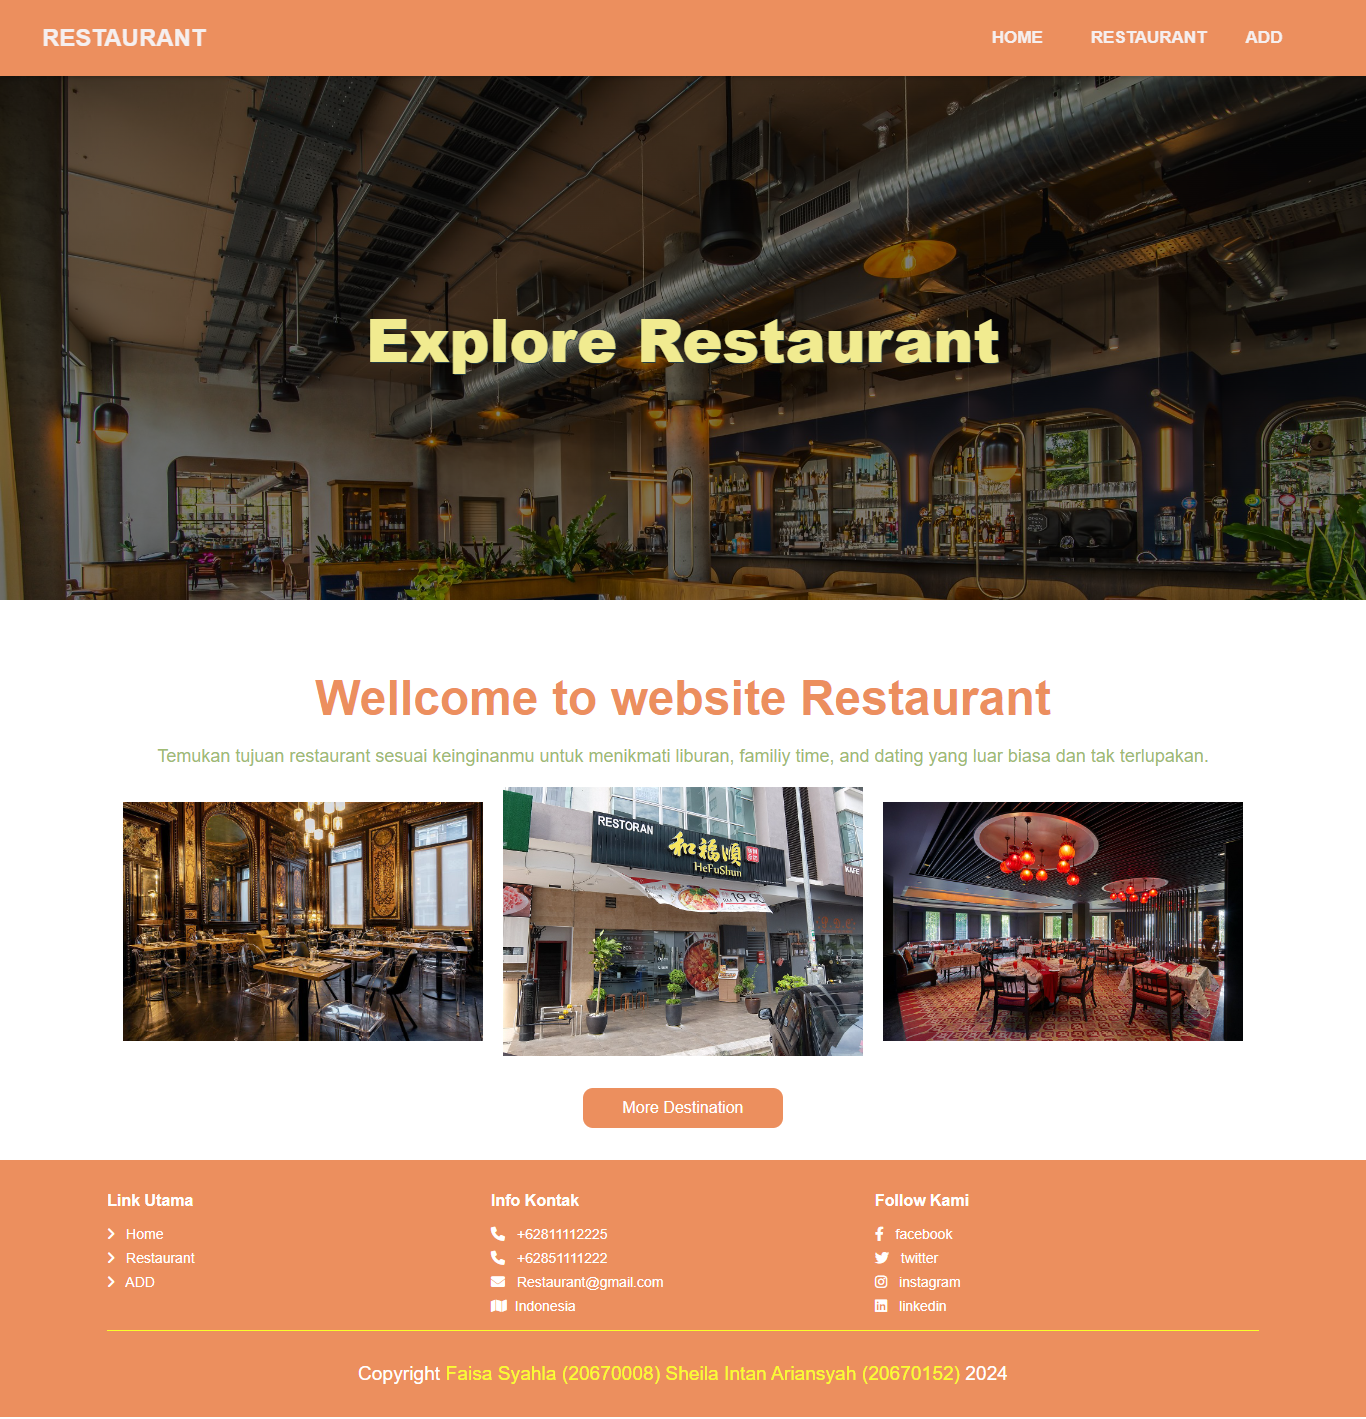 RESTAURANT
HOME RESTAURANT ADD
Explore Restaurant
Wellcome to website Restaurant
Temukan tujuan restaurant sesuai keinginanmu untuk menikmati liburan, familiy time, and dating yang luar biasa dan tak terlupakan.
RESTORAN
和福順
HeFuShun
KAFE
19.90
More Destination
Link Utama
Home
Restaurant
ADD
Info Kontak
+62811112225
+62851111222
Restaurant@gmail.com
Indonesia
Follow Kami
facebook
twitter
instagram
linkedin
Copyright Faisa Syahla (20670008) Sheila Intan Ariansyah (20670152) 2024